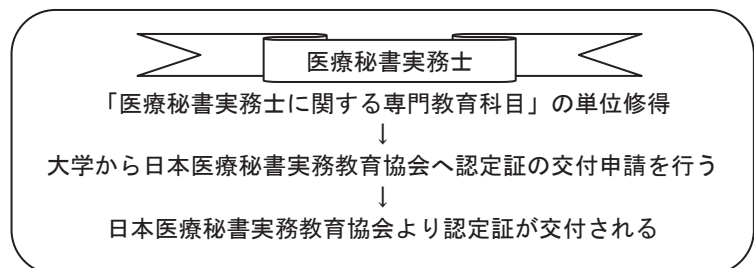 医療秘書実務士
「医療秘書実務士に関する専門教育科目」の単位修得
↓
大学から日本医療秘書実務教育協会へ認定証の交付申請を行う
↓
日本医療秘書実務教育協会より認定証が交付される